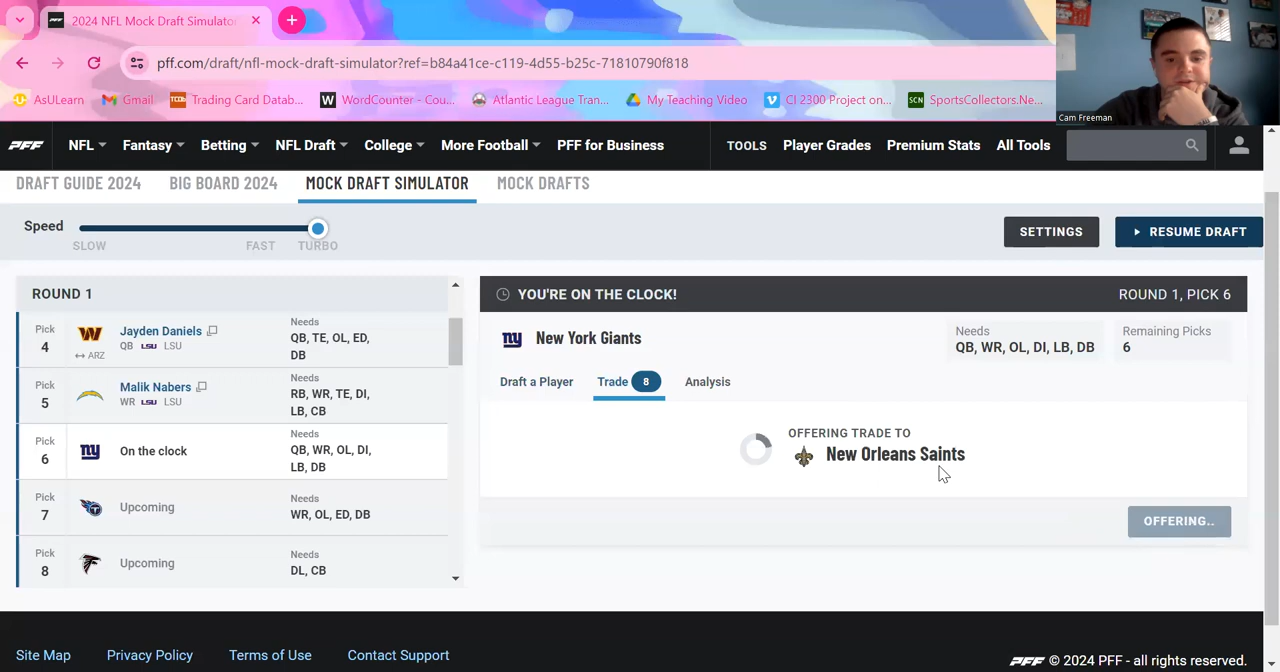 PFF 2024 NFL Mock Draft Simulator
pff.com/draft/nfl-mock-draft-simulator?ref=b84a41ce-c119-4d55-b25c-71810790f818
AsULearn Gmail Trading Card Datab... WordCounter - Cou... Atlantic League Tran... My Teaching Video CI 2300 Project on... SCN SportsCollectors.Ne...
Cam Freeman
PFF NFL Fantasy Betting NFL Draft College More Football PFF for Business TOOLS Player Grades Premium Stats All Tools
DRAFT GUIDE 2024 BIG BOARD 2024 MOCK DRAFT SIMULATOR MOCK DRAFTS
Speed
SLOW FAST TURBO
SETTINGS RESUME DRAFT
ROUND 1
Pick 4
↔ ARZ
Jayden Daniels
QB LSU LSU
Needs
QB, TE, OL, ED,
DB
Pick 5
Malik Nabers
WR LSU LSU
Needs
RB, WR, TE, DI,
LB, CB
Pick 6
ny
On the clock
Needs
QB, WR, OL, DI,
LB, DB
Pick 7
Upcoming
Needs
WR, OL, ED, DB
Pick 8
Upcoming
Needs
DL, CB
YOU'RE ON THE CLOCK! ROUND 1, PICK 6
ny New York Giants
Needs
QB, WR, OL, DI, LB, DB
Remaining Picks
6
Draft a Player Trade 8 Analysis
OFFERING TRADE TO
New Orleans Saints
OFFERING..
Site Map Privacy Policy Terms of Use Contact Support
PFF © 2024 PFF - all rights reserved.